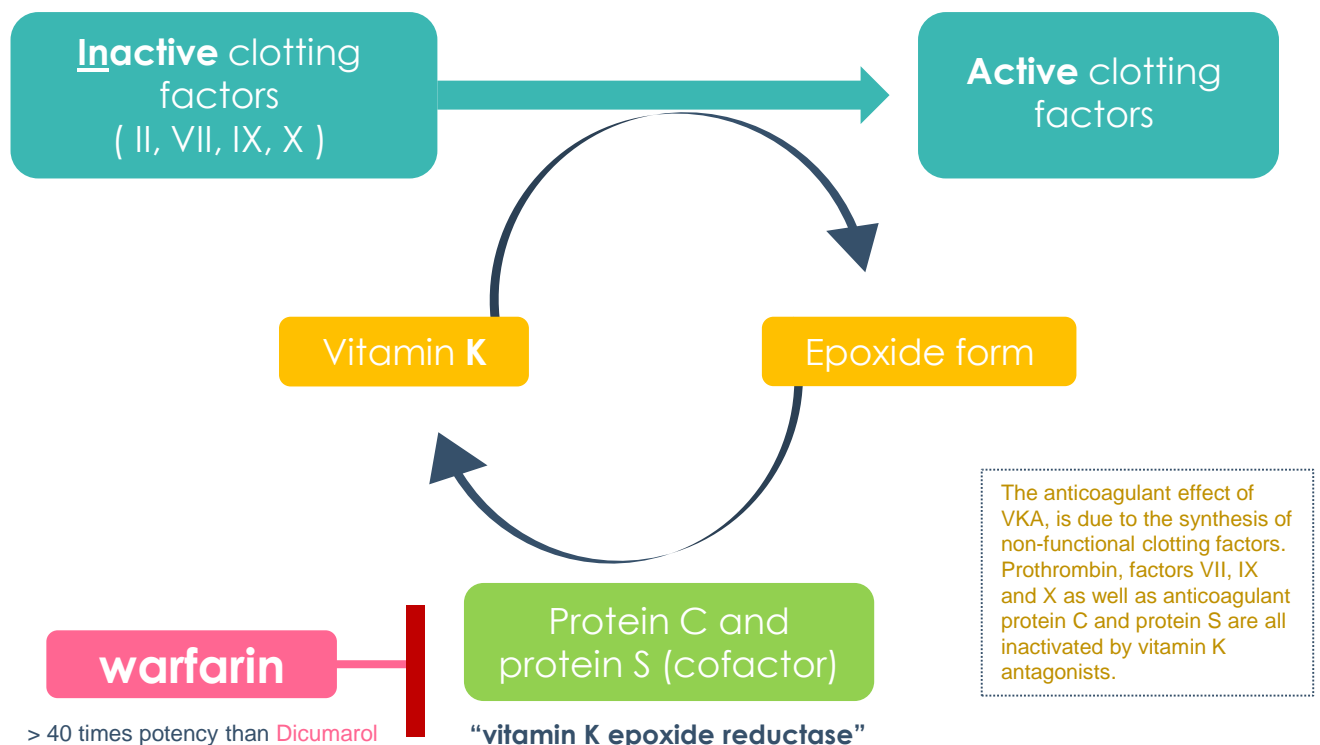 Inactive clotting
factors
( II, VII, IX, X )
Active clotting
factors
Vitamin K
Epoxide form
The anticoagulant effect of
VKA, is due to the synthesis of
non-functional clotting factors.
Prothrombin, factors VII, IX
and X as well as anticoagulant
protein C and protein S are all
inactivated by vitamin K
antagonists.
Protein C and
protein S (cofactor)
warfarin
> 40 times potency than Dicumarol
“vitamin K epoxide reductase”